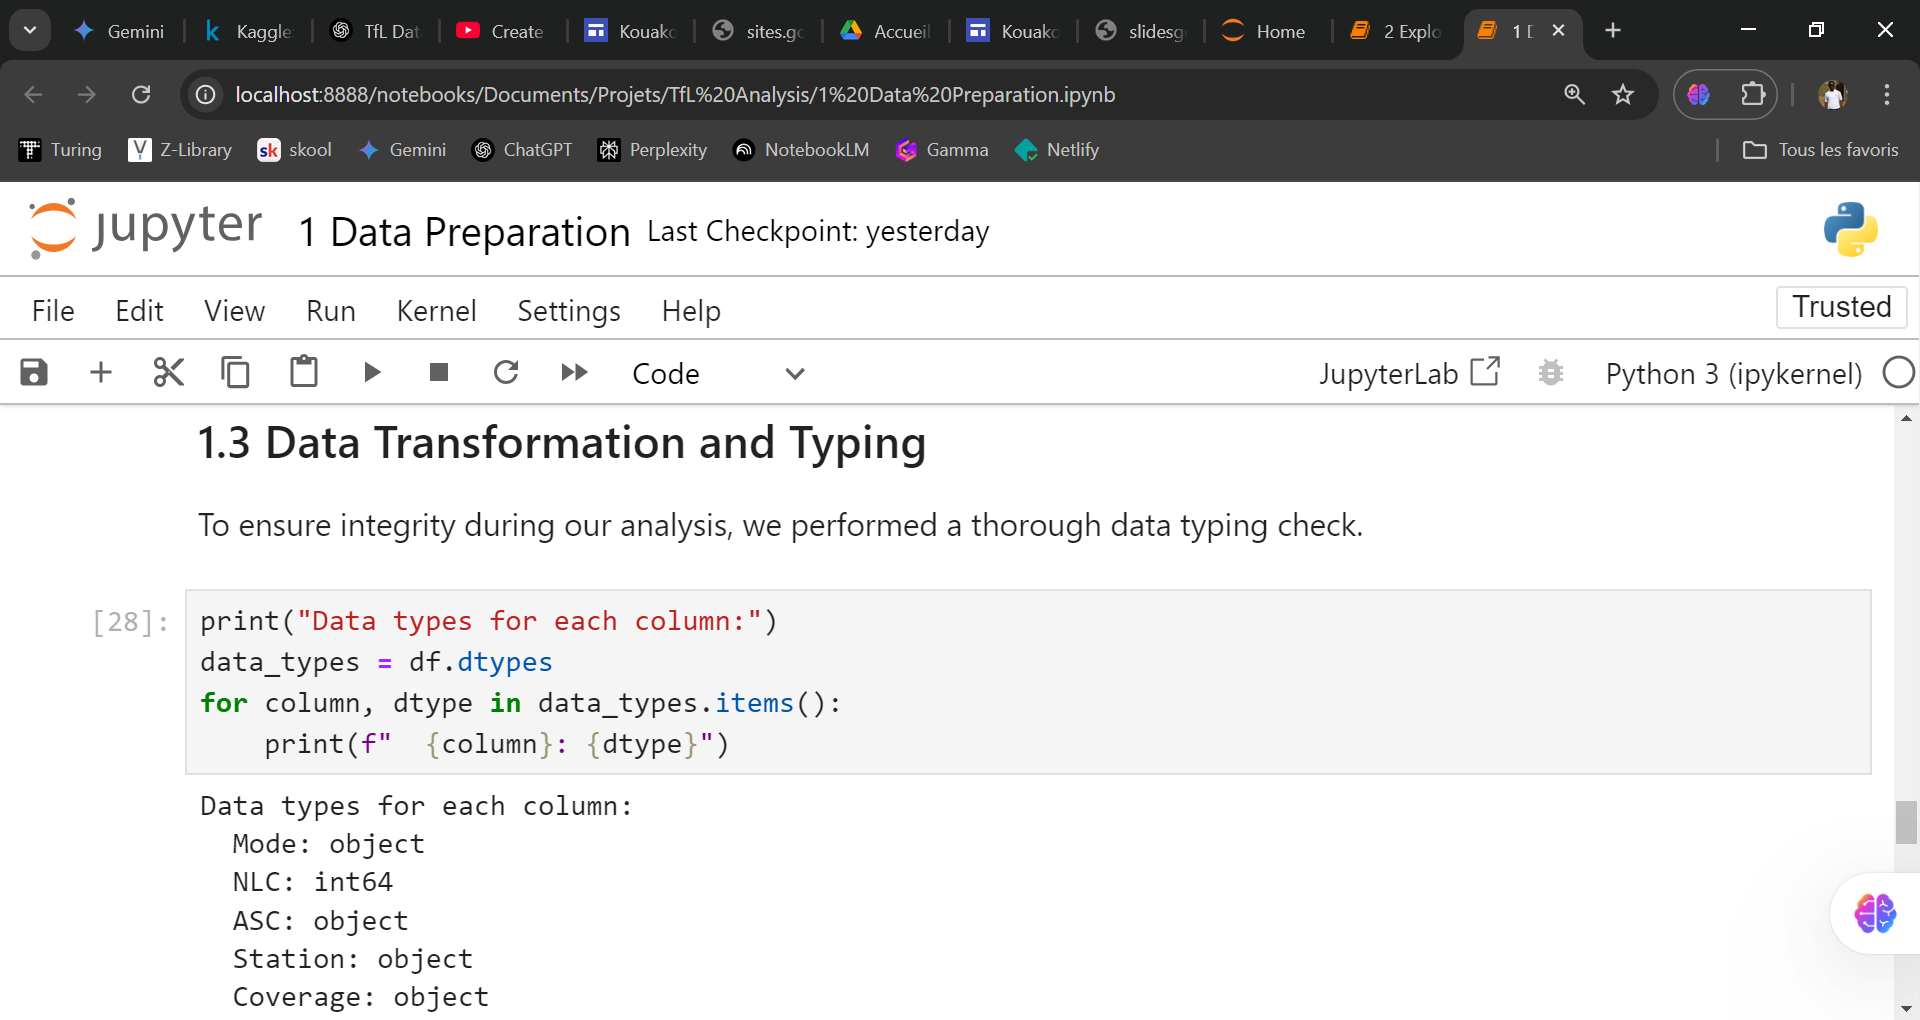 Gemini
Kaggle
TfL Dat
Create
Kouako
sites.go
Accueil
Kouako
slidesg
Home
2 Explo
1 D
localhost:8888/notebooks/Documents/Projets/TfL%20Analysis/1%20Data%20Preparation.ipynb
Turing
Z-Library
sk skool
Gemini
ChatGPT
Perplexity
NotebookLM
Gamma
Netlify
Tous les favoris
jupyter 1 Data Preparation Last Checkpoint: yesterday
File Edit View Run Kernel Settings Help Trusted
Code JupyterLab Python 3 (ipykernel)
1.3 Data Transformation and Typing
To ensure integrity during our analysis, we performed a thorough data typing check.
[28]: print("Data types for each column:")
data_types = df.dtypes
for column, dtype in data_types.items():
    print(f"  {column}: {dtype}")
Data types for each column:
  Mode: object
  NLC: int64
  ASC: object
  Station: object
  Coverage: object